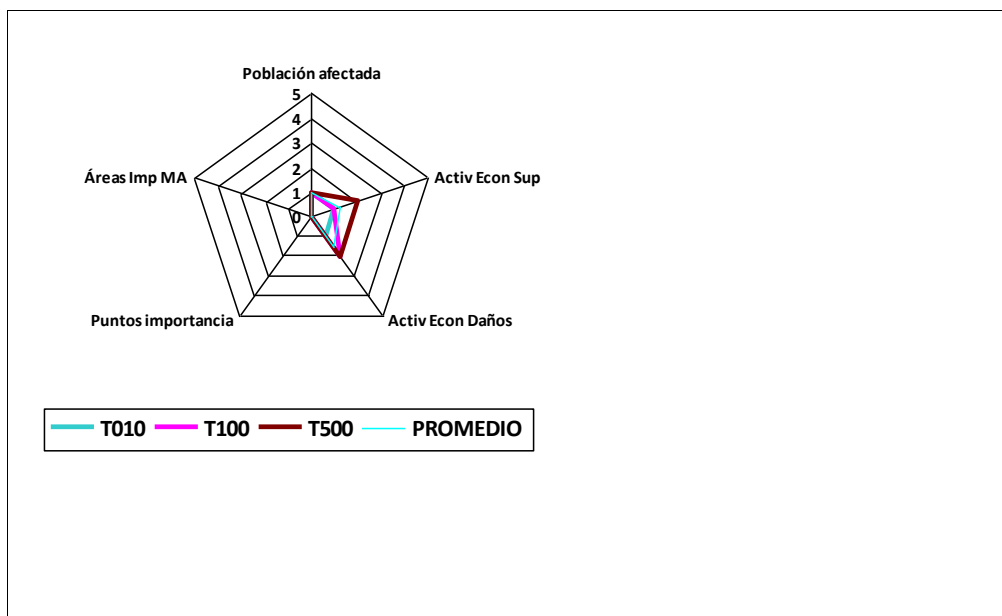 Población afectada
5
4
3
2
1
0
Áreas Imp MA
Activ Econ Sup
Puntos importancia
Activ Econ Daños
T010 T100 T500 PROMEDIO